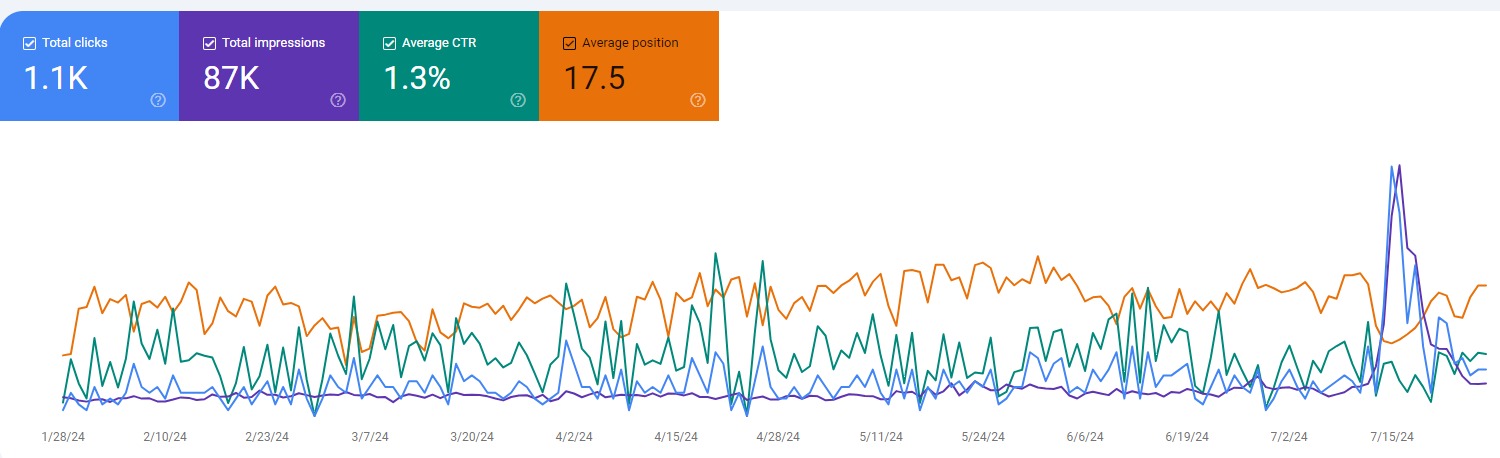 Total clicks
1.1K
Total impressions
87K
Average CTR
1.3%
Average position
17.5
1/28/24 2/10/24 2/23/24 3/7/24 3/20/24 4/2/24 4/15/24 4/28/24 5/11/24 5/24/24 6/6/24 6/19/24 7/2/24 7/15/24